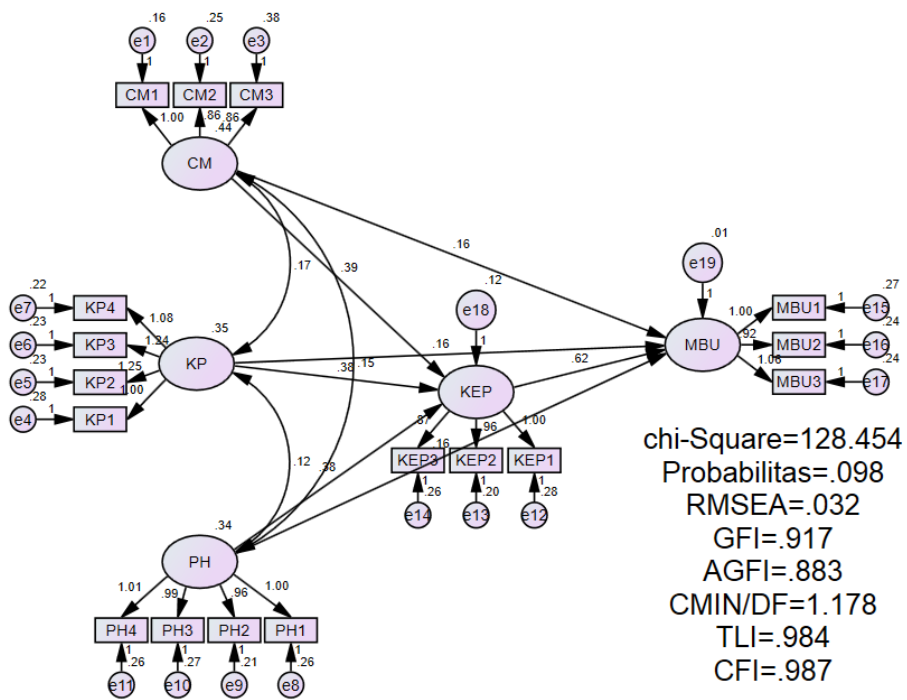 .16 .25 .38
e1 e2 e3
1 1 1
CM1 CM2 CM3
1.00 .86 .86
.44
CM
.01
.16
.27
e19
.39
.12
.17
1
.22
e7 1 KP4
1.08
.35
e18
MBU
1.00 MBU1 1 e15
.23
.24
e6 1 KP3
1.24
KP
.16
1
.92 MBU2 1 e16
.23
.24
e5 1 KP2
1.25
.38 .15
.62
1.06 MBU3 1 e17
.28
e4 1 KP1
1.00
KEP
.87 .96 1.00
.16
.12
.38
KEP3 KEP2 KEP1
1 1 1
.26 .20 .28
e14 e13 e12
.34
PH
1.01 .99 .96 1.00
PH4 PH3 PH2 PH1
1 1 1 1
.26 .27 .21 .26
e11 e10 e9 e8
chi-Square=128.454
Probabilitas=.098
RMSEA=.032
GFI=.917
AGFI=.883
CMIN/DF=1.178
TLI=.984
CFI=.987